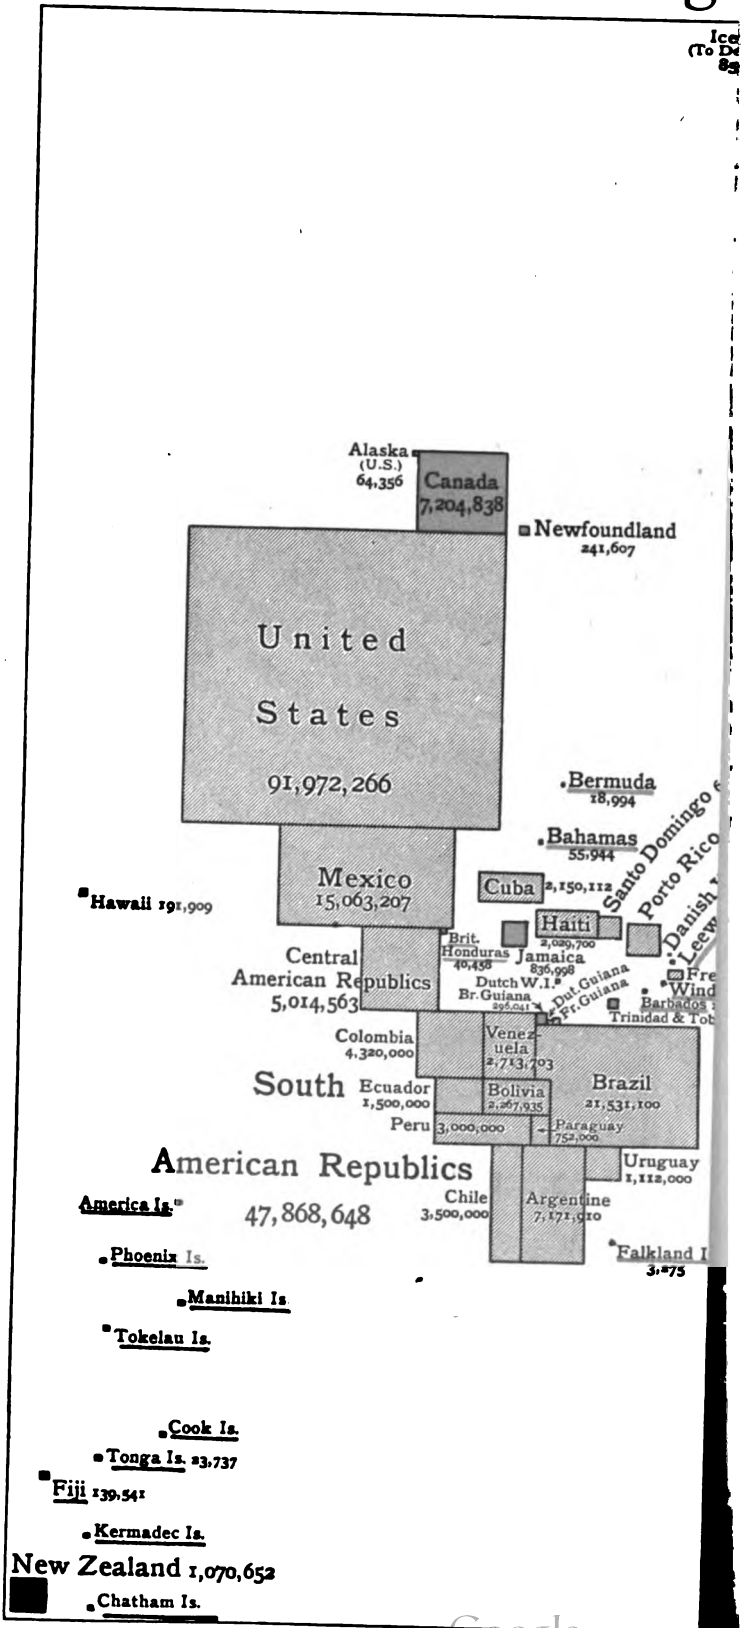 Alaska
(U.S.)
64,356
Canada
7,204,838
Newfoundland
241,607
United
States
91,972,266
Bermuda
18,994
Bahamas
55,944
Santo Domingo
Porto Rico
Danish
Mexico
15,063,207
Cuba 2,150,112
Hawaii 191,909
Haiti
2,029,700
Brit.
Honduras
40,458
Jamaica
836,998
Central
American Republics
5,014,563
Dutch W.I.
Br. Guiana
296,041
Dut. Guiana
Fr. Guiana
Barbados
Trinidad &
Colombia
4,320,000
Venez-
uela
2,713,703
Brazil
21,531,100
South
Ecuador
1,500,000
Bolivia
2,267,935
Peru 3,000,000
Paraguay
752,000
American Republics
47,868,648
Uruguay
1,112,000
Chile
3,500,000
Argentine
7,171,910
America Is.
Falkland
3,275
Phoenix Is.
Manihiki Is.
Tokelau Is.
Cook Is.
Tonga Is. 23,737
Fiji 139,541
Kermadec Is.
New Zealand 1,070,652
Chatham Is.
Google